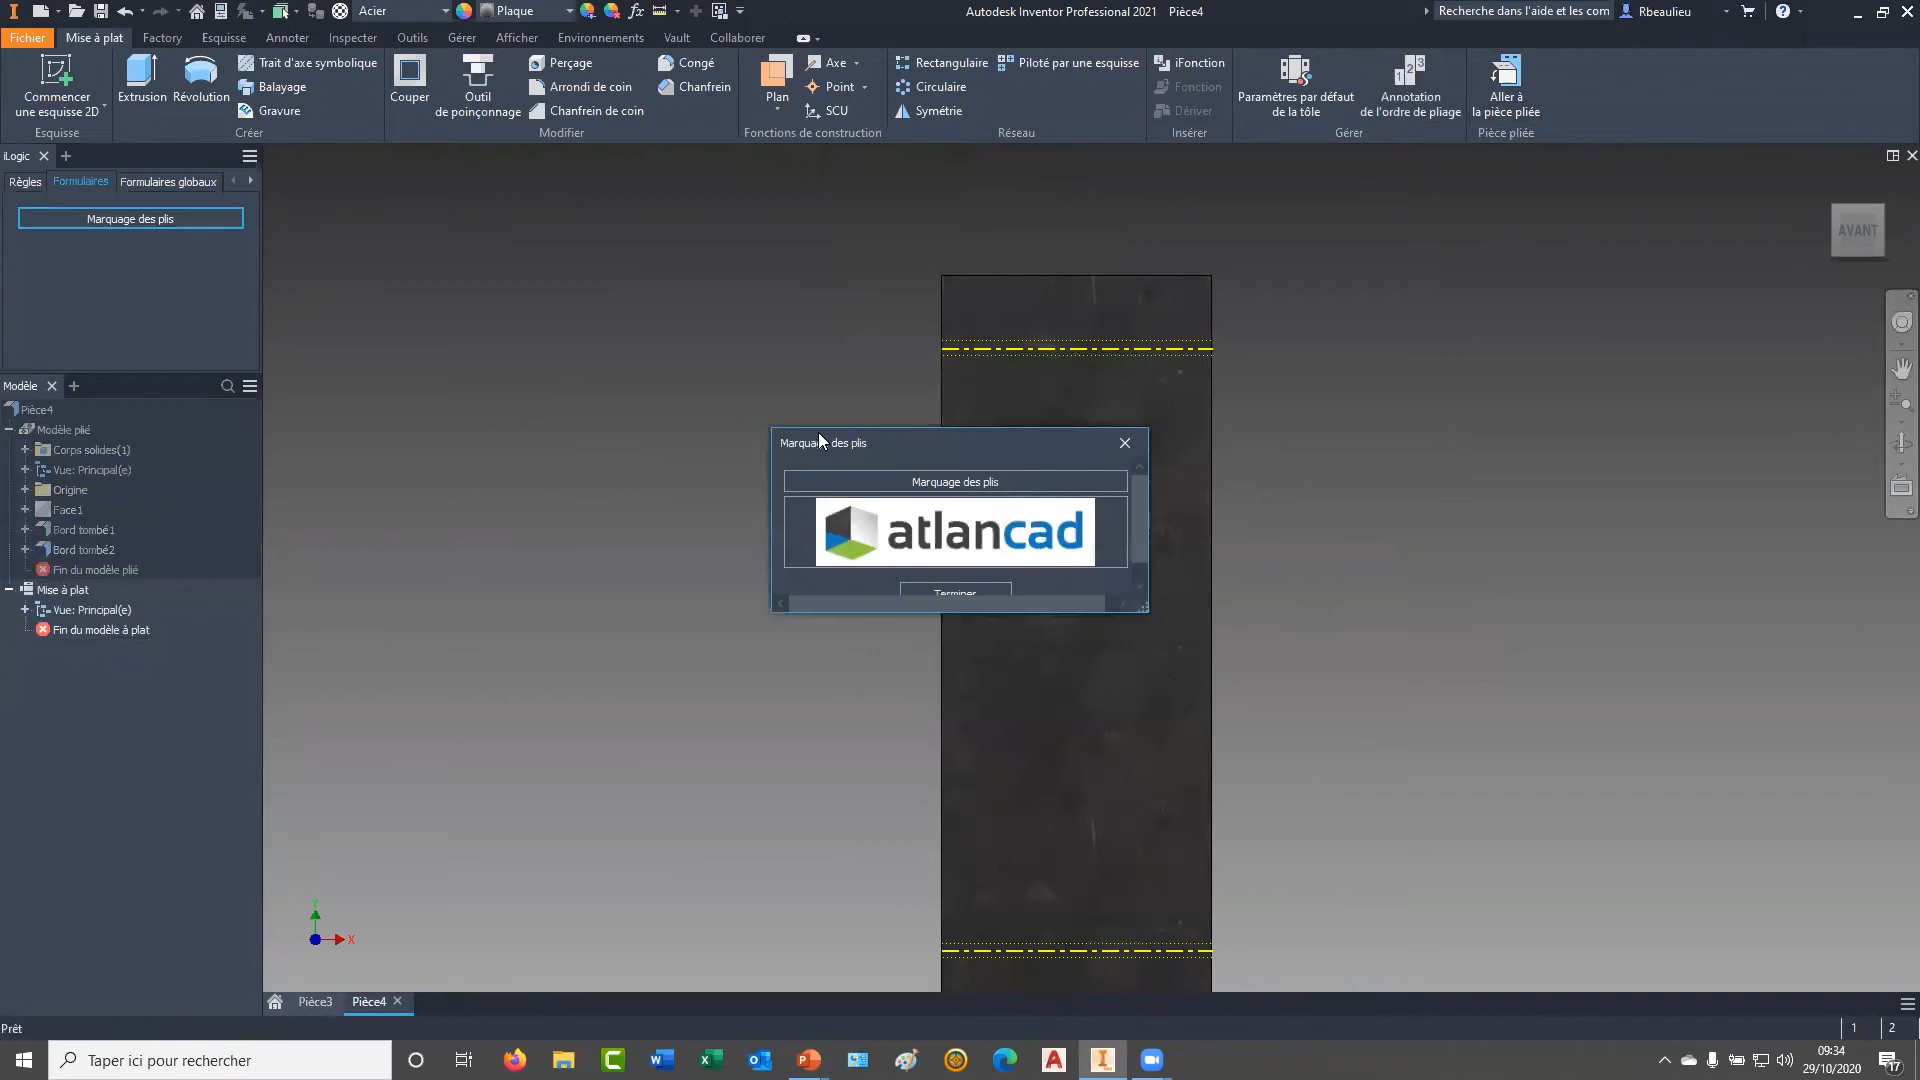 Acier
Plaque
Autodesk Inventor Professional 2021 Pièce4
Recherche dans l'aide et les com
Rbeaulieu
Fichier Mise à plat Factory Esquisse Annoter Inspecter Outils Gérer Afficher Environnements Vault Collaborer
Commencer
une esquisse 2D
Esquisse
Extrusion
Révolution
Trait d'axe symbolique
Balayage
Gravure
Créer
Couper
Outil
de poinçonnage
Perçage
Arrondi de coin
Chanfrein de coin
Congé
Chanfrein
Modifier
Plan
Axe
Point
SCU
Fonctions de construction
Rectangulaire
Circulaire
Symétrie
Piloté par une esquisse
Réseau
iFonction
Fonction
Dériver
Insérer
Paramètres par défaut
de la tôle
Annotation
de l'ordre de pliage
Gérer
Aller à
la pièce pliée
Pièce pliée
iLogic
Règles Formulaires Formulaires globaux
Marquage des plis
Modèle
Pièce4
Modèle plié
Corps solides(1)
Vue: Principal(e)
Origine
Face1
Bord tombé1
Bord tombé2
Fin du modèle plié
Mise à plat
Vue: Principal(e)
Fin du modèle à plat
AVANT
des plis
Marquage des plis
atlancad
Terminer
Y
X
Pièce3
Pièce4
Prêt
1
2
Taper ici pour rechercher
09:34
29/10/2020
17